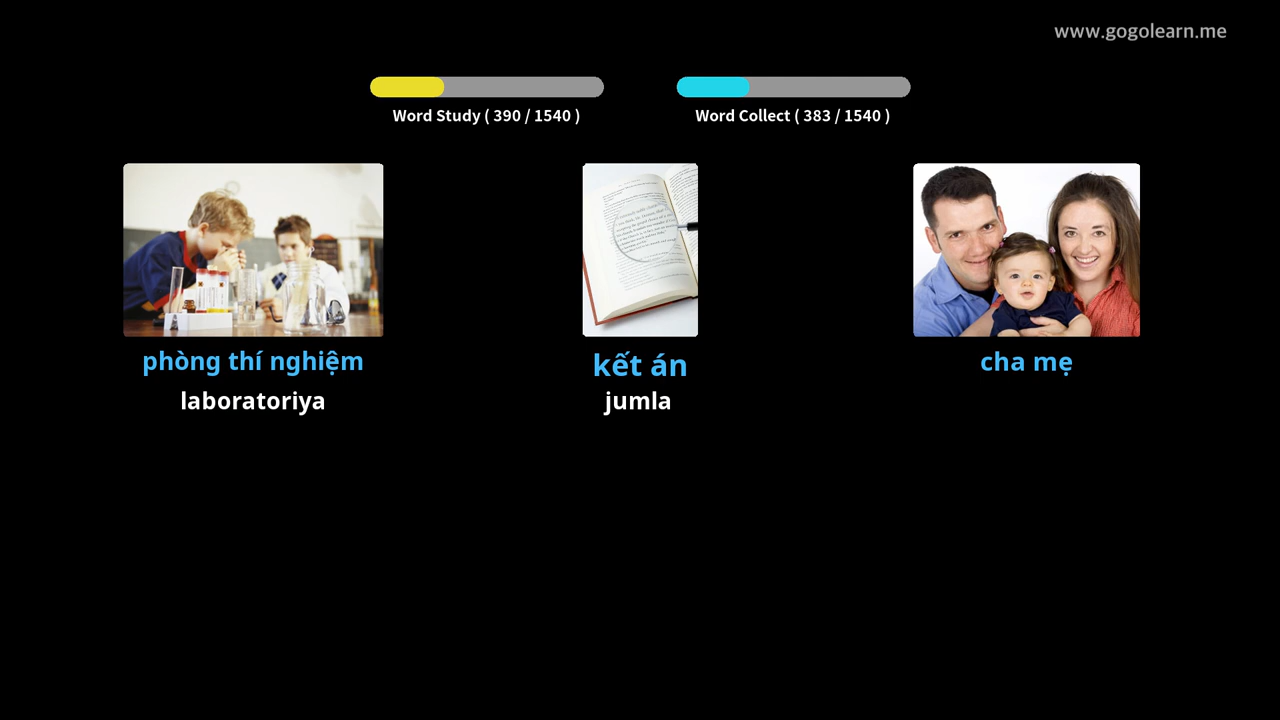 www.gogolearn.me
Word Study ( 390 / 1540 )
Word Collect ( 383 / 1540 )
phòng thí nghiệm
laboratoriya
kết án
jumla
cha mẹ